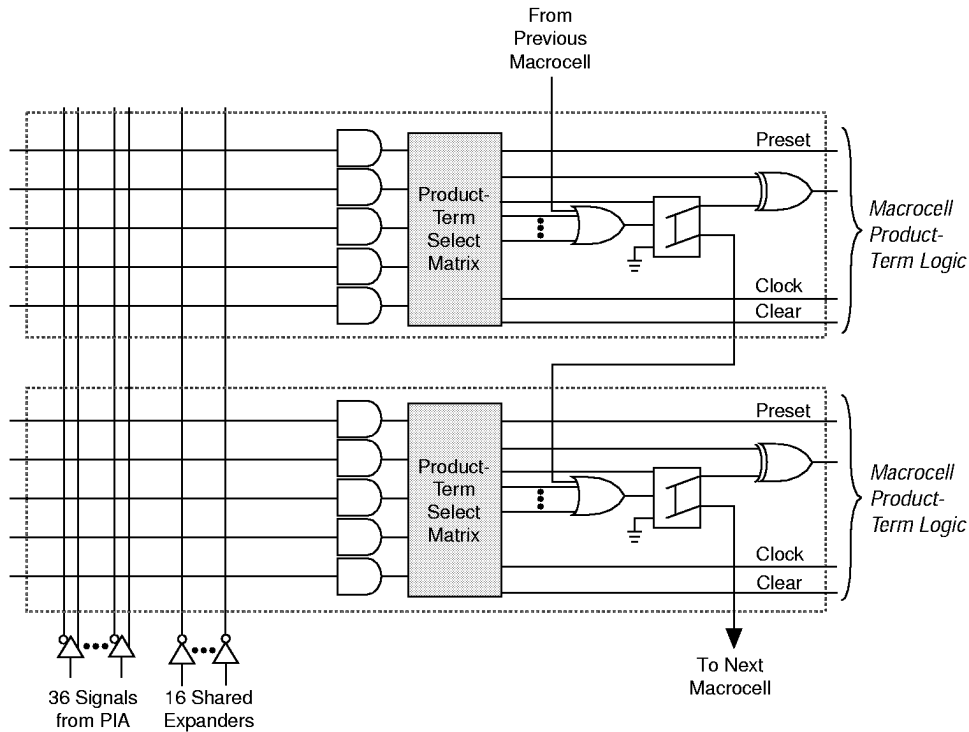 From
Previous
Macrocell
Preset
Product-
Term
Select
Matrix
Macrocell
Product-
Term Logic
Clock
Clear
Preset
Product-
Term
Select
Matrix
Macrocell
Product-
Term Logic
Clock
Clear
36 Signals
from PIA
16 Shared
Expanders
To Next
Macrocell